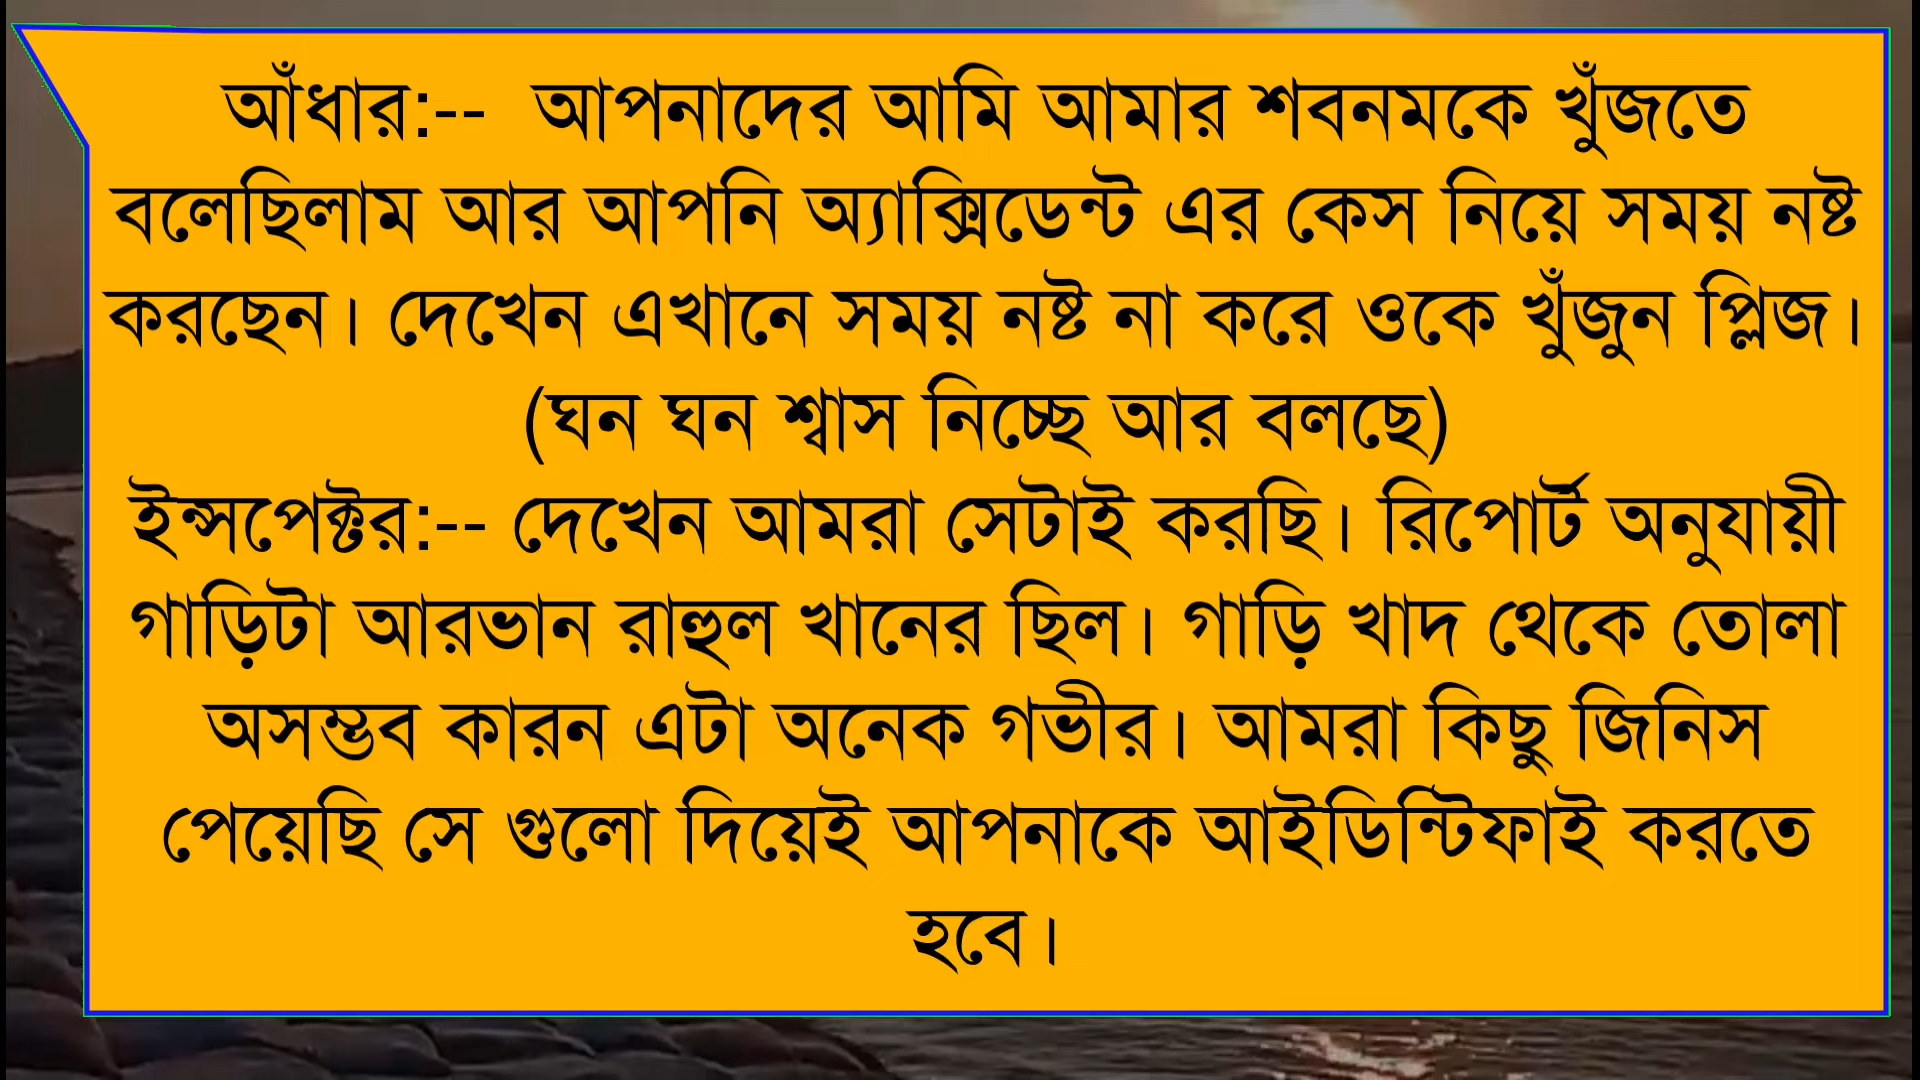 আঁধার:-- আপনাদের আমি আমার শবনমকে খুঁজতে
বলেছিলাম আর আপনি অ্যাক্সিডেন্ট এর কেস নিয়ে সময় নষ্ট
করছেন। দেখেন এখানে সময় নষ্ট না করে ওকে খুঁজুন প্লিজ।
(ঘন ঘন শ্বাস নিচ্ছে আর বলছে)
ইন্সপেক্টর:-- দেখেন আমরা সেটাই করছি। রিপোর্ট অনুযায়ী
গাড়িটা আরভান রাহুল খানের ছিল। গাড়ি খাদ থেকে তোলা
অসম্ভব কারন এটা অনেক গভীর। আমরা কিছু জিনিস
পেয়েছি সে গুলো দিয়েই আপনাকে আইডিন্টিফাই করতে
হবে।